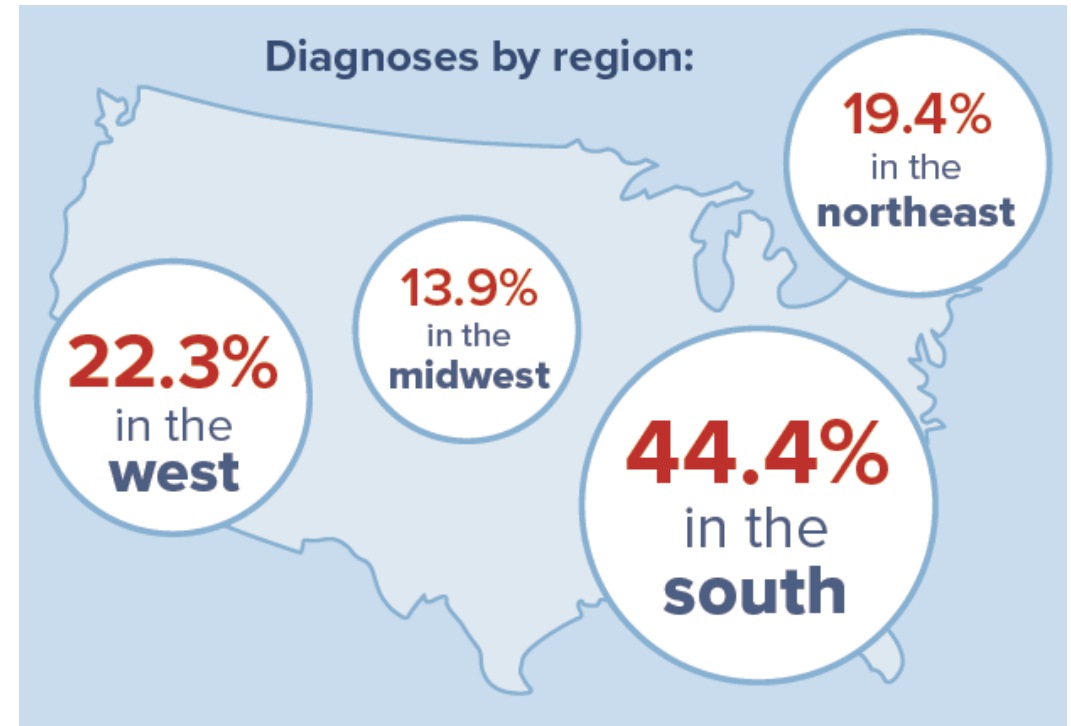 Diagnoses by region:
19.4%
in the
northeast
13.9%
in the
midwest
22.3%
in the
west
44.4%
in the
south